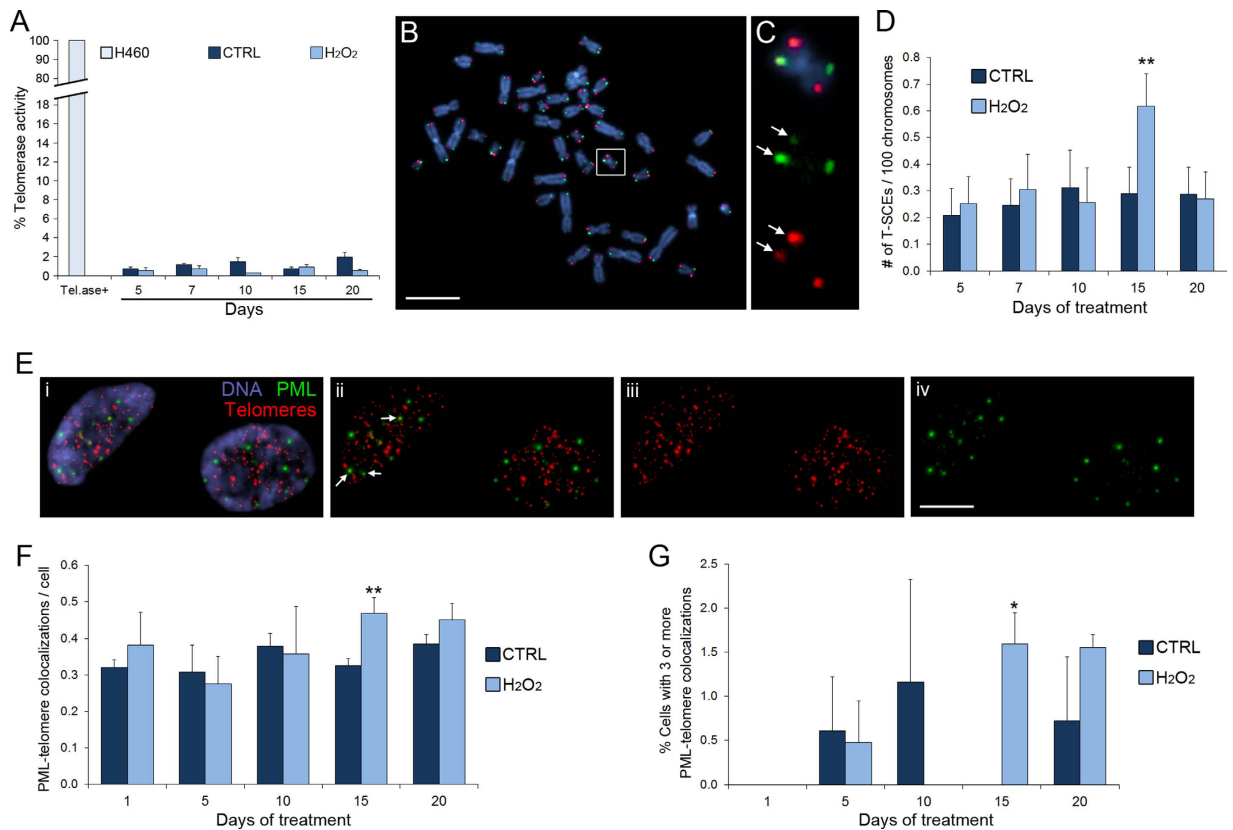 A
% Telomerase activity
100
90
80
18
16
14
12
10
8
6
4
2
0
H460
CTRL
H₂O₂
Tel.ase+
5
7
10
15
20
Days
B
C
D
# of T-SCEs / 100 chromosomes
0.8
0.7
0.6
0.5
0.4
0.3
0.2
0.1
0.0
CTRL
H₂O₂
**
5
7
10
15
20
Days of treatment
E
i
DNA
PML
Telomeres
ii
iii
iv
F
PML-telomere colocalizations / cell
0.6
0.5
0.4
0.3
0.2
0.1
0.0
**
CTRL
H₂O₂
1
5
10
15
20
Days of treatment
G
% Cells with 3 or more
PML-telomere colocalizations
2.5
2.0
1.5
1.0
0.5
0.0
*
CTRL
H₂O₂
1
5
10
15
20
Days of treatment